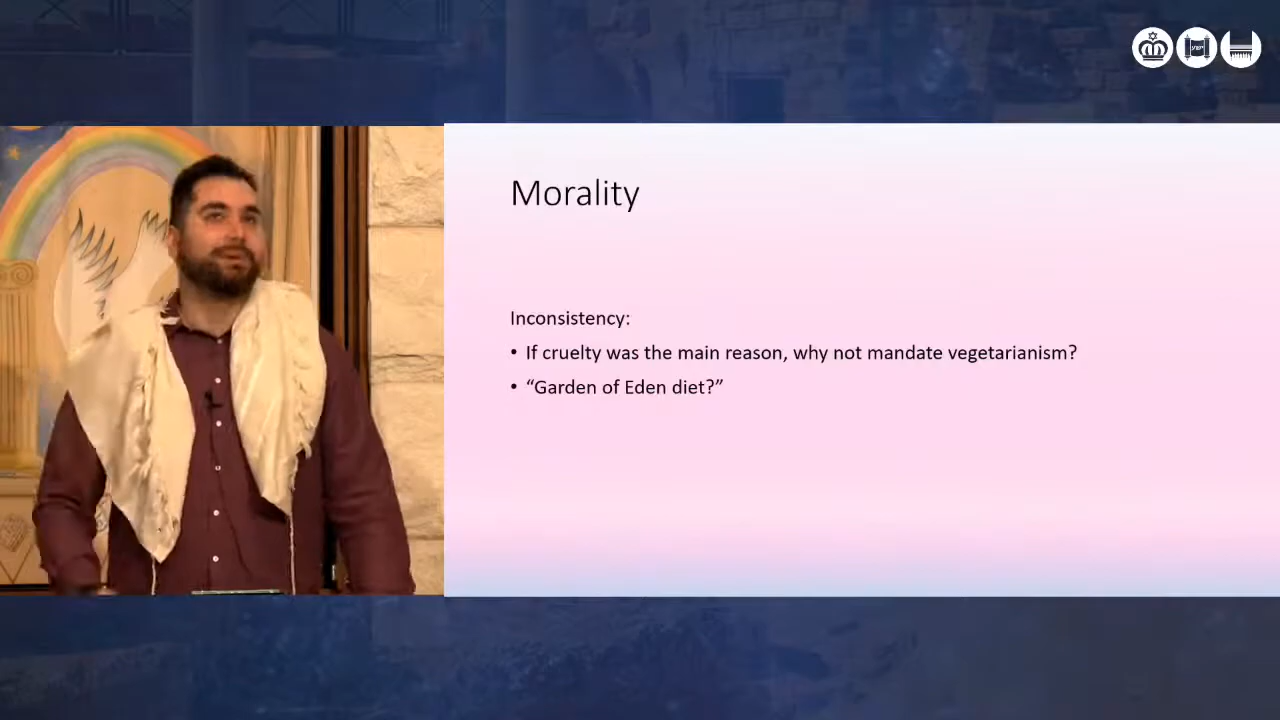 Morality
Inconsistency:
• If cruelty was the main reason, why not mandate vegetarianism?
• “Garden of Eden diet?”